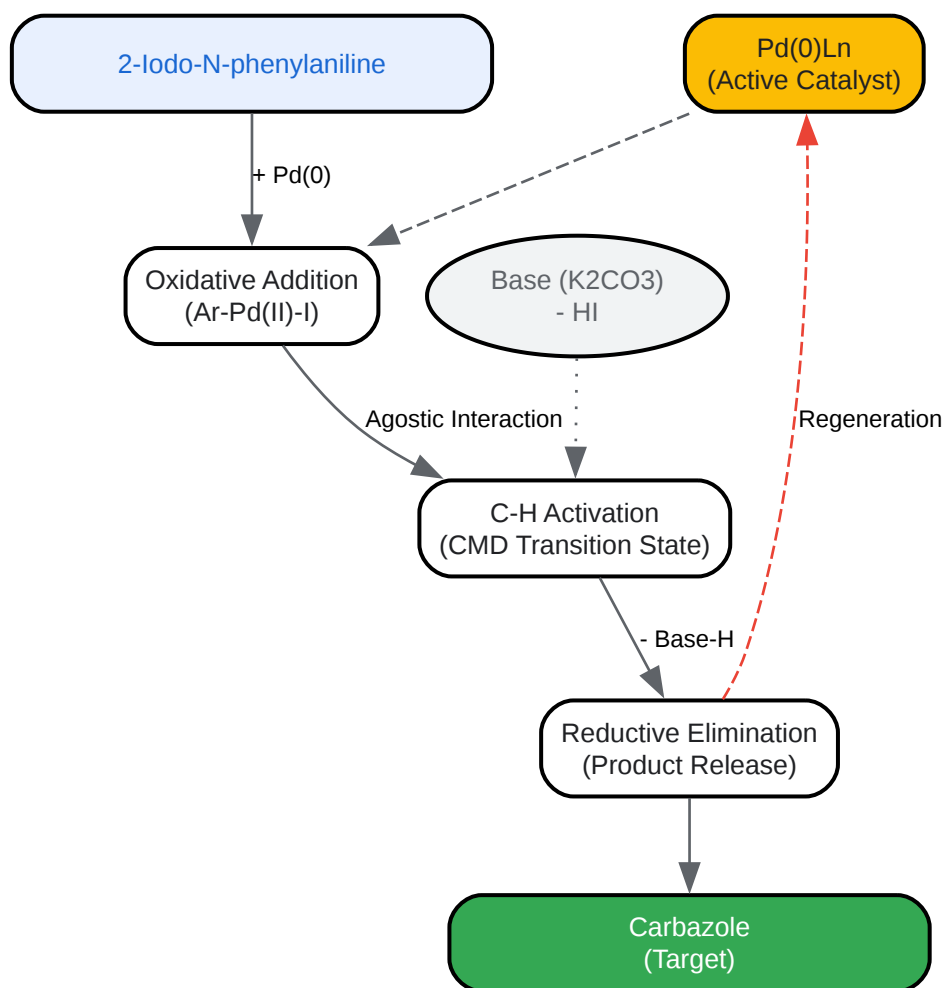 2-Iodo-N-phenylaniline
Pd(0)Ln
(Active Catalyst)
+ Pd(0)
Oxidative Addition
(Ar-Pd(II)-I)
Base (K2CO3)
- HI
Agostic Interaction
Regeneration
C-H Activation
(CMD Transition State)
- Base-H
Reductive Elimination
(Product Release)
Carbazole
(Target)